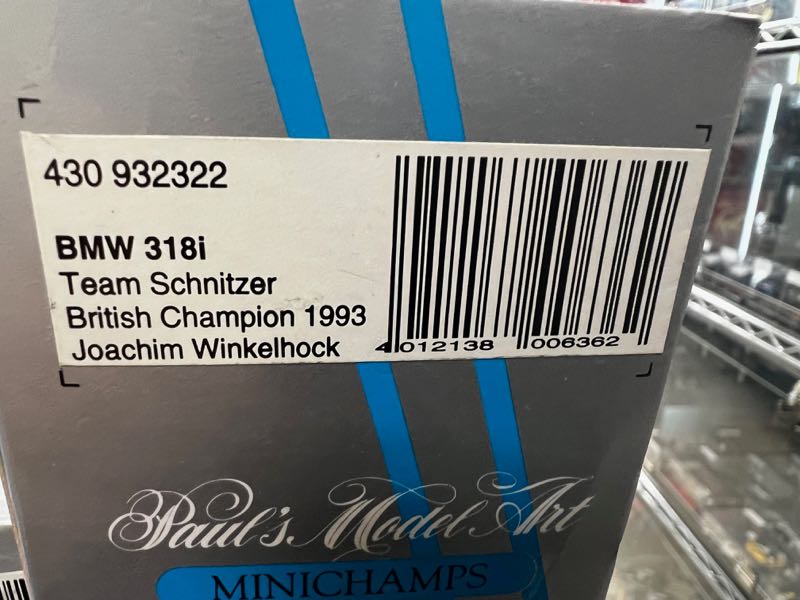 430 932322
BMW 318i
Team Schnitzer
British Champion 1993
Joachim Winkelhock
4 012138 006362
Paul's Model Art
MINICHAMPS